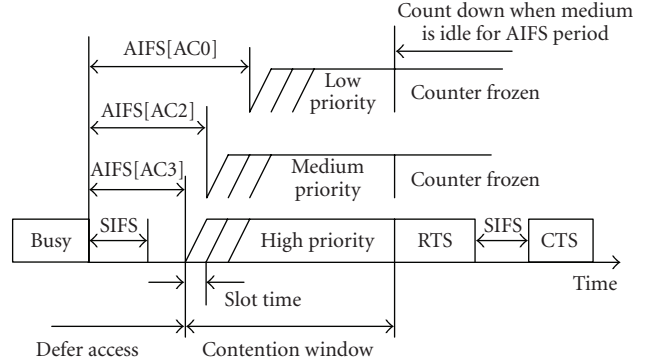 Count down when medium
is idle for AIFS period
AIFS[AC0]
Low
priority
Counter frozen
AIFS[AC2]
Medium
priority
Counter frozen
AIFS[AC3]
Busy
SIFS
High priority
RTS
SIFS
CTS
Time
Slot time
Defer access
Contention window